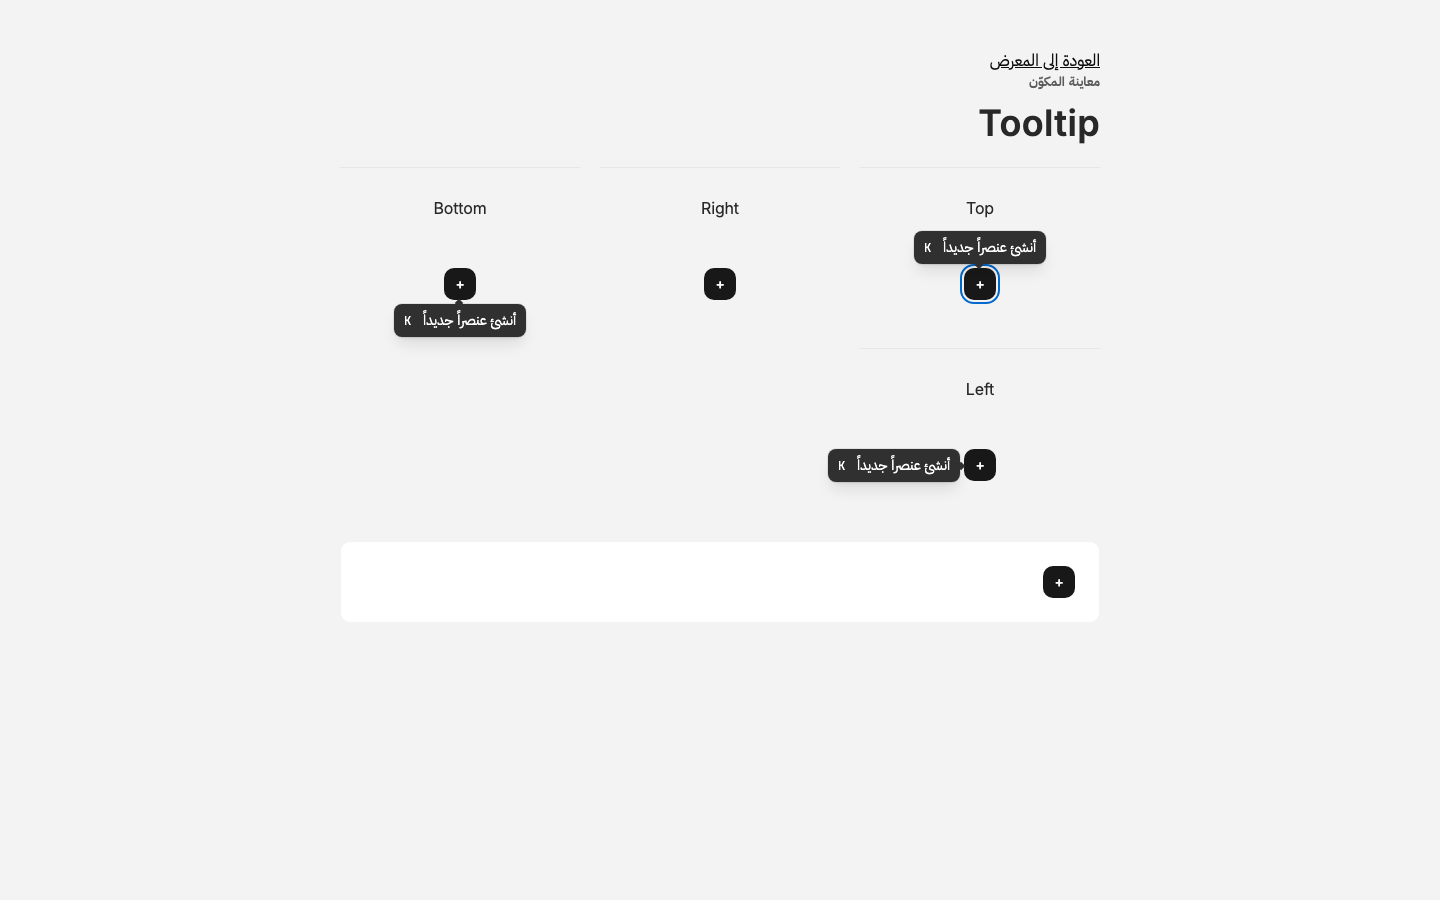 العودة إلى المعرض
معاينة المكوّن
Tooltip
Top
أنشئ عنصراً جديداً K
+
Right
+
Bottom
+
أنشئ عنصراً جديداً K
Left
أنشئ عنصراً جديداً K
+
+